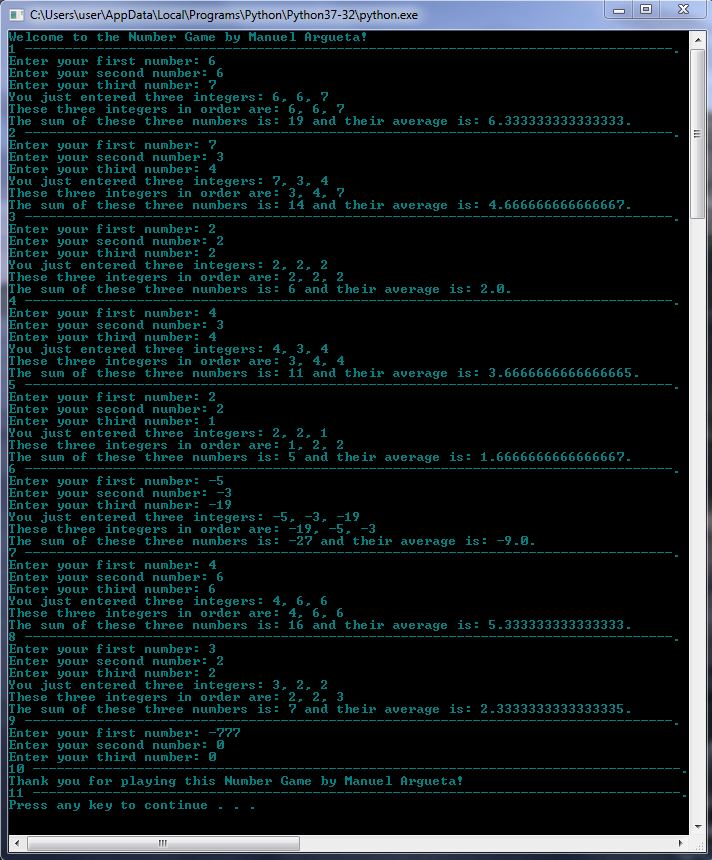 C:\Users\user\AppData\Local\Programs\Python\Python37-32\python.exe
Welcome to the Number Game by Manuel Argueta!
1 ---------------------------------------------------------------------------------.
Enter your first number: 6
Enter your second number: 6
Enter your third number: 7
You just entered three integers: 6, 6, 7
These three integers in order are: 6, 6, 7
The sum of these three numbers is: 19 and their average is: 6.333333333333333.
2 ---------------------------------------------------------------------------------.
Enter your first number: 7
Enter your second number: 3
Enter your third number: 4
You just entered three integers: 7, 3, 4
These three integers in order are: 3, 4, 7
The sum of these three numbers is: 14 and their average is: 4.666666666666667.
3 ---------------------------------------------------------------------------------.
Enter your first number: 2
Enter your second number: 2
Enter your third number: 2
You just entered three integers: 2, 2, 2
These three integers in order are: 2, 2, 2
The sum of these three numbers is: 6 and their average is: 2.0.
4 ---------------------------------------------------------------------------------.
Enter your first number: 4
Enter your second number: 3
Enter your third number: 4
You just entered three integers: 4, 3, 4
These three integers in order are: 3, 4, 4
The sum of these three numbers is: 11 and their average is: 3.6666666666666665.
5 ---------------------------------------------------------------------------------.
Enter your first number: 2
Enter your second number: 2
Enter your third number: 1
You just entered three integers: 2, 2, 1
These three integers in order are: 1, 2, 2
The sum of these three numbers is: 5 and their average is: 1.6666666666666667.
6 ---------------------------------------------------------------------------------.
Enter your first number: -5
Enter your second number: -3
Enter your third number: -19
You just entered three integers: -5, -3, -19
These three integers in order are: -19, -5, -3
The sum of these three numbers is: -27 and their average is: -9.0.
7 ---------------------------------------------------------------------------------.
Enter your first number: 4
Enter your second number: 6
Enter your third number: 6
You just entered three integers: 4, 6, 6
These three integers in order are: 4, 6, 6
The sum of these three numbers is: 16 and their average is: 5.333333333333333.
8 ---------------------------------------------------------------------------------.
Enter your first number: 3
Enter your second number: 2
Enter your third number: 2
You just entered three integers: 3, 2, 2
These three integers in order are: 2, 2, 3
The sum of these three numbers is: 7 and their average is: 2.3333333333333335.
9 ---------------------------------------------------------------------------------.
Enter your first number: -777
Enter your second number: 0
Enter your third number: 0
10 ---------------------------------------------------------------------------------.
Thank you for playing this Number Game by Manuel Argueta!
11 ---------------------------------------------------------------------------------.
Press any key to continue . . .